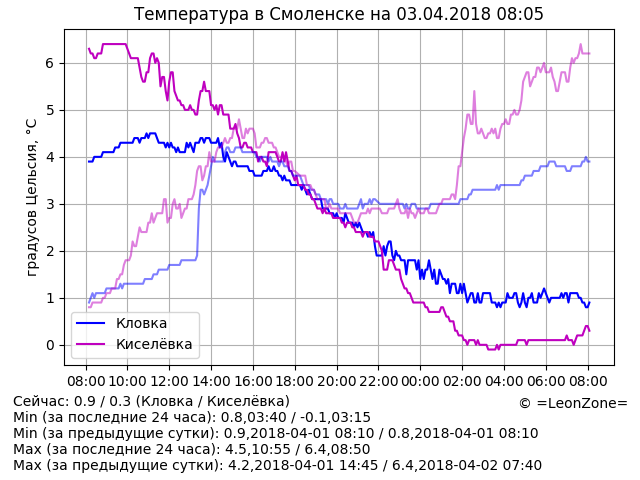 Температура в Смоленске на 03.04.2018 08:05
градусов Цельсия, °C
6
5
4
3
2
1
0
Кловка
Киселёвка
08:00 10:00 12:00 14:00 16:00 18:00 20:00 22:00 00:00 02:00 04:00 06:00 08:00
Сейчас: 0.9 / 0.3 (Кловка / Киселёвка)
© =LeonZone=
Min (за последние 24 часа): 0.8,03:40 / -0.1,03:15
Min (за предыдущие сутки): 0.9,2018-04-01 08:10 / 0.8,2018-04-01 08:10
Max (за последние 24 часа): 4.5,10:55 / 6.4,08:50
Max (за предыдущие сутки): 4.2,2018-04-01 14:45 / 6.4,2018-04-02 07:40